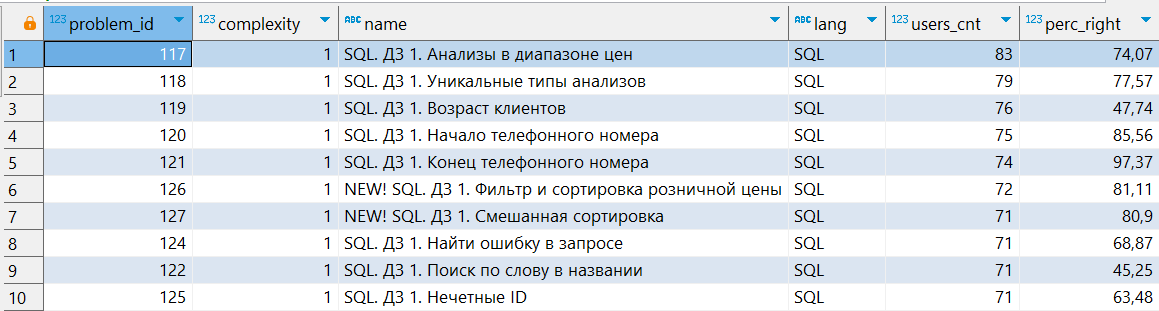 123 problem_id 123 complexity ABC name ABC lang 123 users_cnt 123 perc_right
1 117 1 SQL. ДЗ 1. Анализы в диапазоне цен SQL 83 74,07
2 118 1 SQL. ДЗ 1. Уникальные типы анализов SQL 79 77,57
3 119 1 SQL. ДЗ 1. Возраст клиентов SQL 76 47,74
4 120 1 SQL. ДЗ 1. Начало телефонного номера SQL 75 85,56
5 121 1 SQL. ДЗ 1. Конец телефонного номера SQL 74 97,37
6 126 1 NEW! SQL. ДЗ 1. Фильтр и сортировка розничной цены SQL 72 81,11
7 127 1 NEW! SQL. ДЗ 1. Смешанная сортировка SQL 71 80,9
8 124 1 SQL. ДЗ 1. Найти ошибку в запросе SQL 71 68,87
9 122 1 SQL. ДЗ 1. Поиск по слову в названии SQL 71 45,25
10 125 1 SQL. ДЗ 1. Нечетные ID SQL 71 63,48